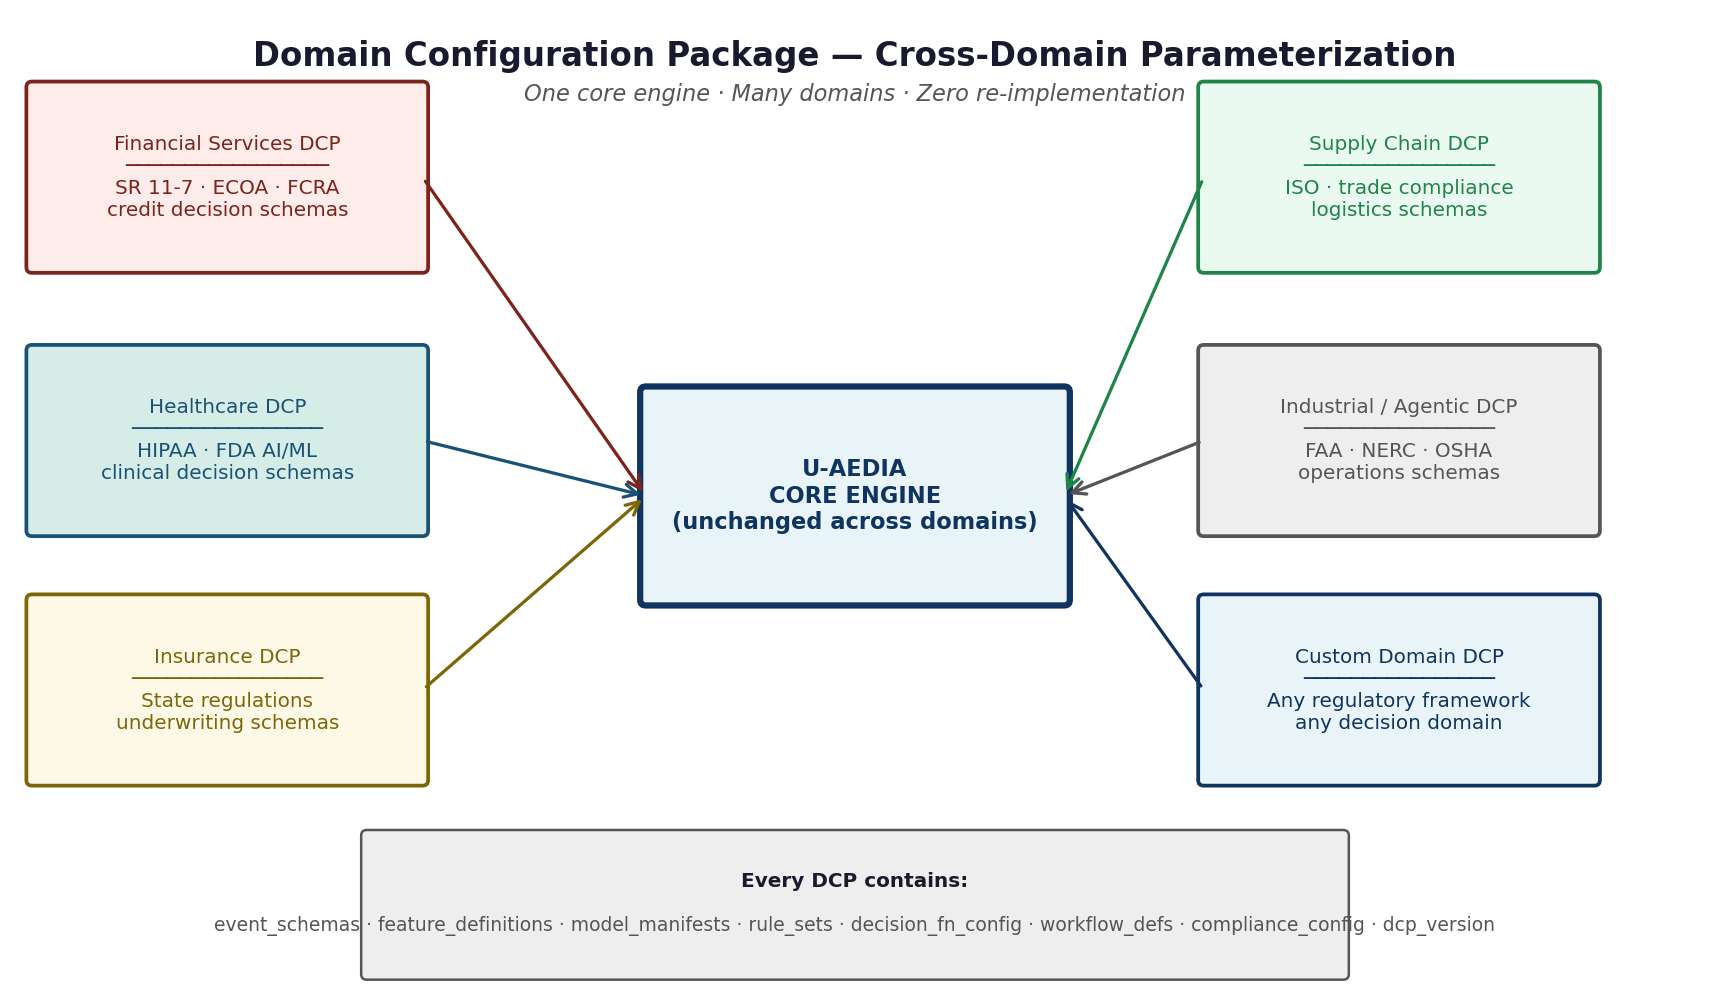 Domain Configuration Package — Cross-Domain Parameterization
One core engine · Many domains · Zero re-implementation
Financial Services DCP
SR 11-7 · ECOA · FCRA
credit decision schemas
Healthcare DCP
HIPAA · FDA AI/ML
clinical decision schemas
Insurance DCP
State regulations
underwriting schemas
U-AEDIA
CORE ENGINE
(unchanged across domains)
Supply Chain DCP
ISO · trade compliance
logistics schemas
Industrial / Agentic DCP
FAA · NERC · OSHA
operations schemas
Custom Domain DCP
Any regulatory framework
any decision domain
Every DCP contains:
event_schemas · feature_definitions · model_manifests · rule_sets · decision_fn_config · workflow_defs · compliance_config · dcp_version